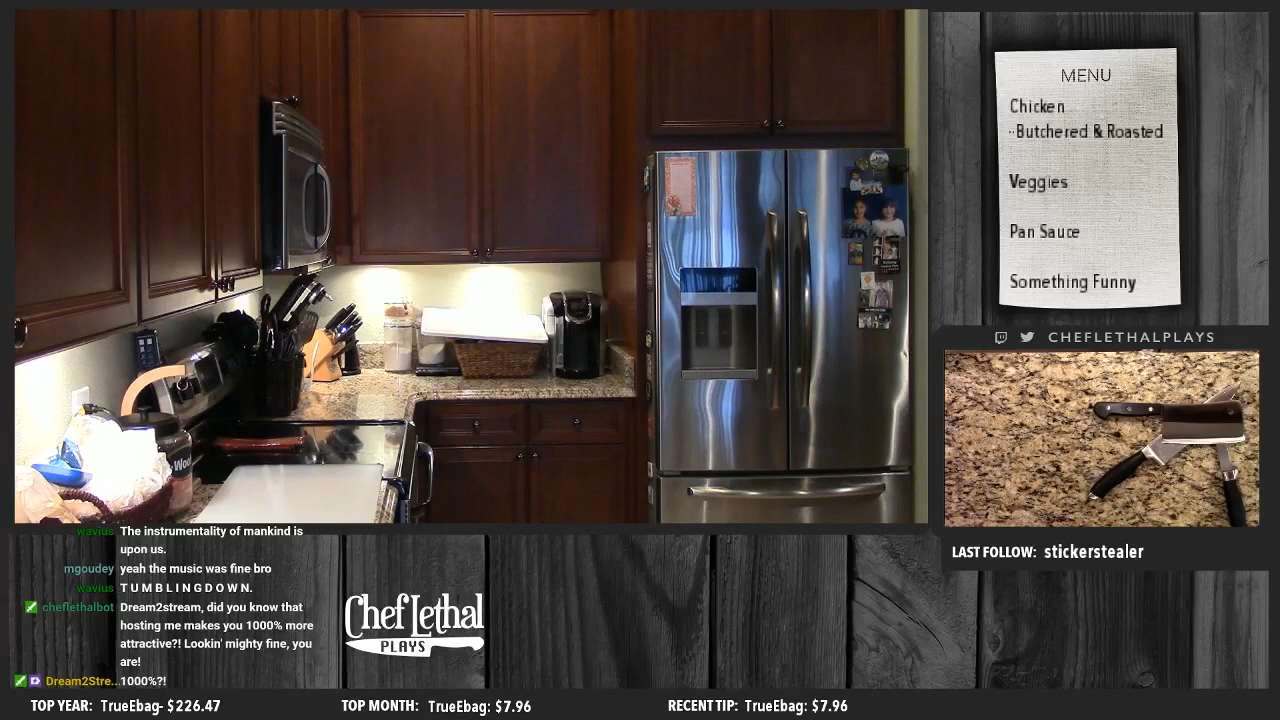 MENU
Chicken
-Butchered & Roasted
Veggies
Pan Sauce
Something Funny
CHEFLETHALPLAYS
LAST FOLLOW: stickerstealer
wavius The instrumentality of mankind is
upon us.
mgoudey yeah the music was fine bro
wavius T U M B L I N G D O W N.
cheflethalbot Dream2stream, did you know that
hosting me makes you 1000% more
attractive?! Lookin' mighty fine, you
are!
Dream2Stre... 1000%?!
Chef Lethal
PLAYS
TOP YEAR: TrueEbag- $226.47
TOP MONTH: TrueEbag: $7.96
RECENT TIP: TrueEbag: $7.96